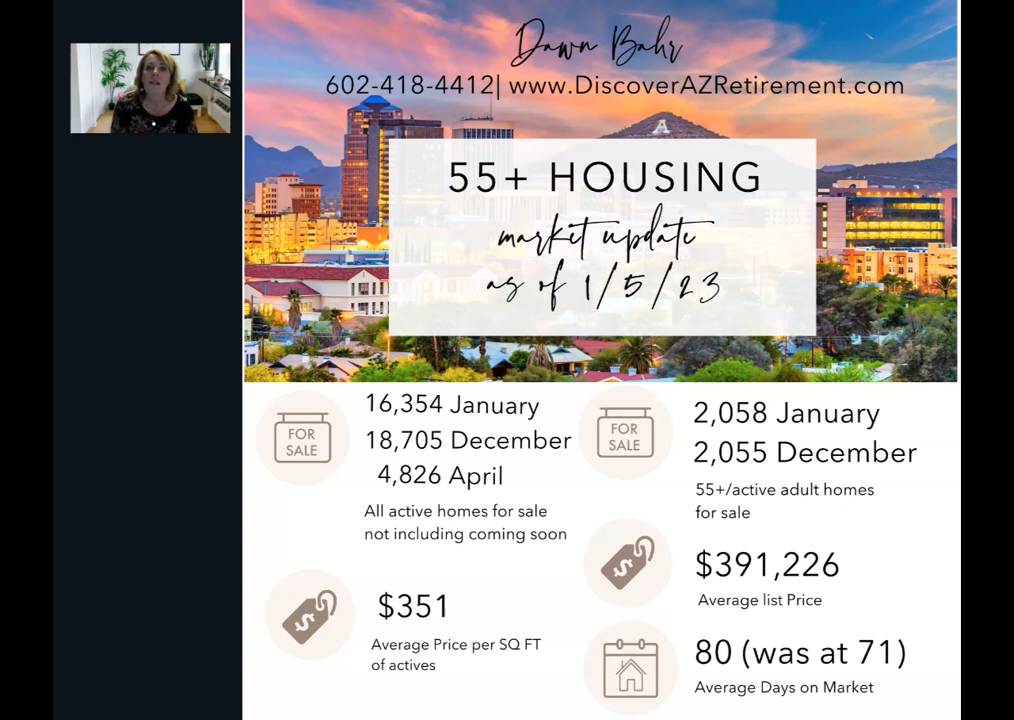 Dawn Bahr
602-418-4412| www.DiscoverAZRetirement.com
A
55+ HOUSING
market update
as of 1/5/23
FOR
SALE
16,354 January
18,705 December
4,826 April
All active homes for sale
not including coming soon
$
$351
Average Price per SQ FT
of actives
FOR
SALE
2,058 January
2,055 December
55+/active adult homes
for sale
$
$391,226
Average list Price
80 (was at 71)
Average Days on Market